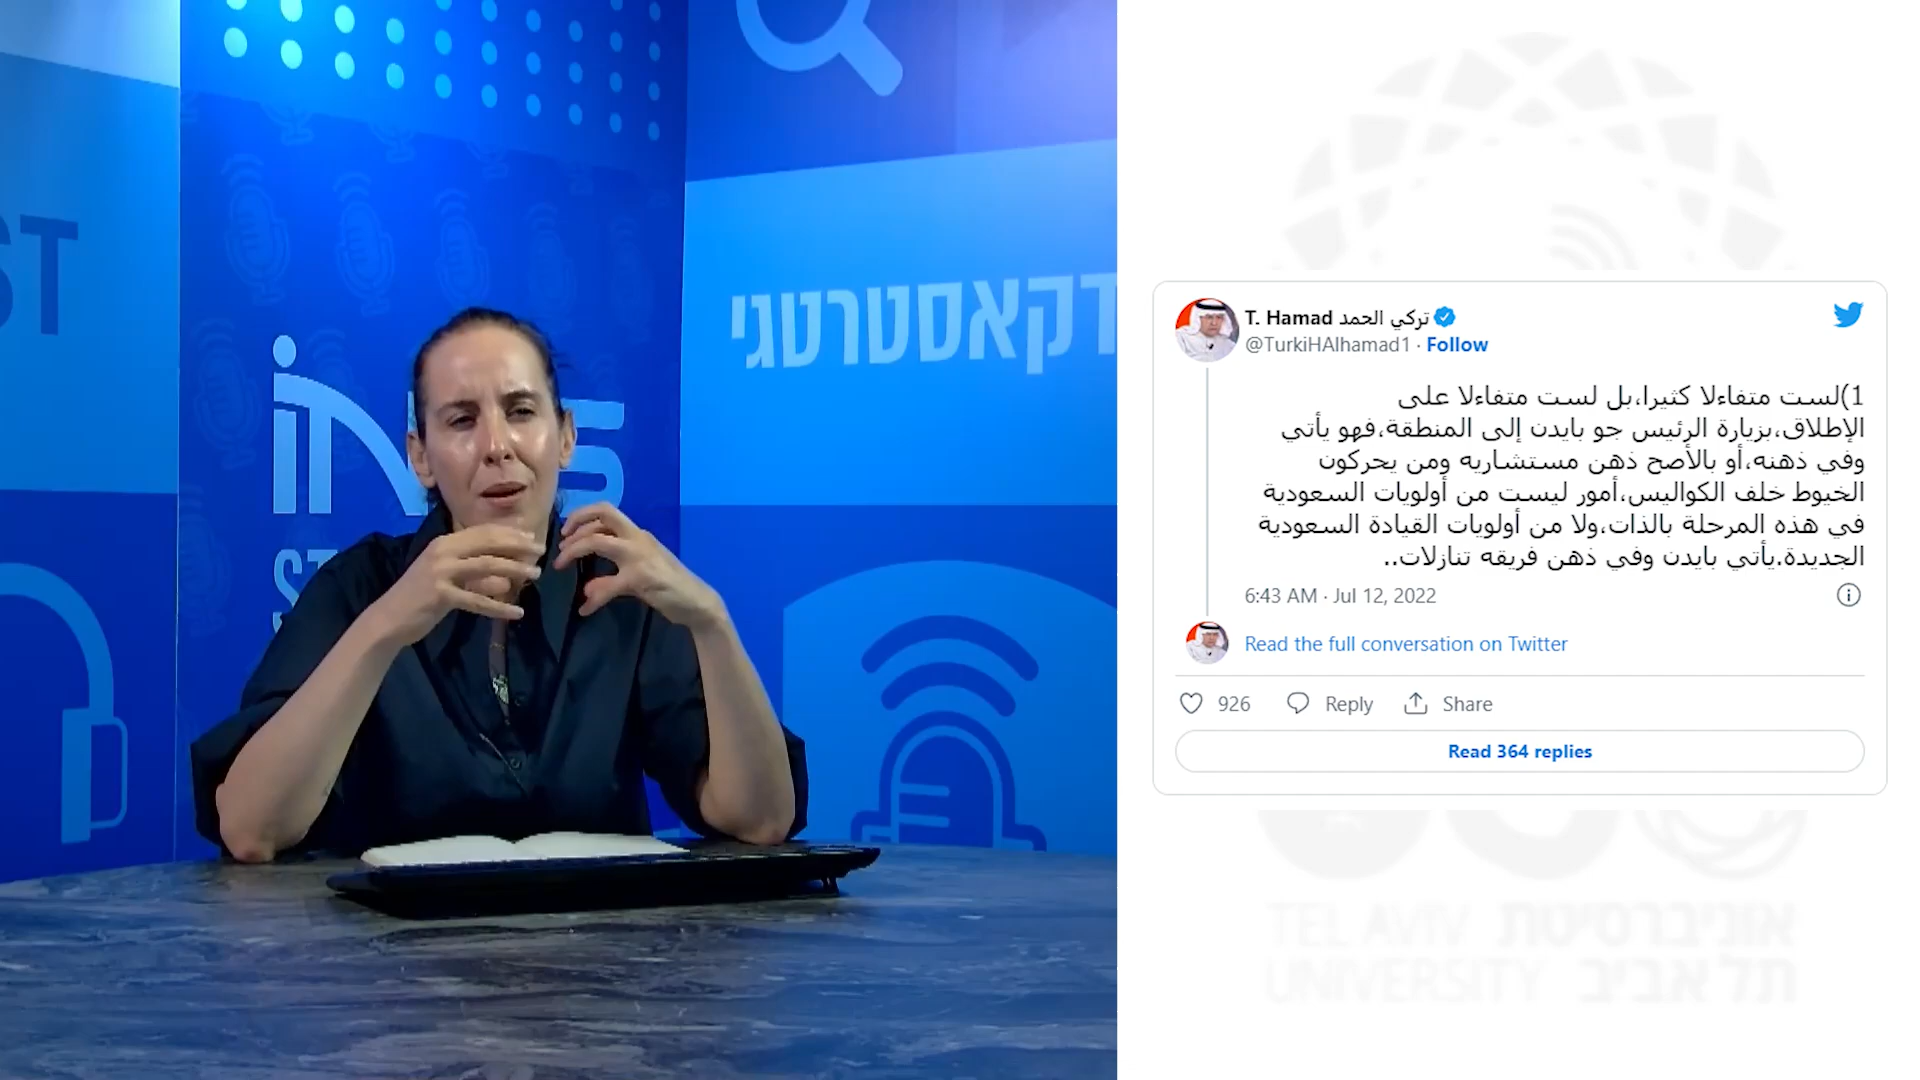 ST
דקאסטרטגי
INSS
ST
T. Hamad تركي الحمد
@TurkiHAlhamad1 · Follow
1)لست متفاءلا كثيرا،بل لست متفاءلا على
الإطلاق،بزيارة الرئيس جو بايدن إلى المنطقة،فهو يأتي
وفي ذهنه،أو بالأصح ذهن مستشاريه ومن يحركون
الخيوط خلف الكواليس،أمور ليست من أولويات السعودية
في هذه المرحلة بالذات،ولا من أولويات القيادة السعودية
الجديدة.يأتي بايدن وفي ذهن فريقه تنازلات..
6:43 AM · Jul 12, 2022
Read the full conversation on Twitter
926 Reply Share
Read 364 replies
TEL AVIV אוניברסיטת
UNIVERSITY תל אביב